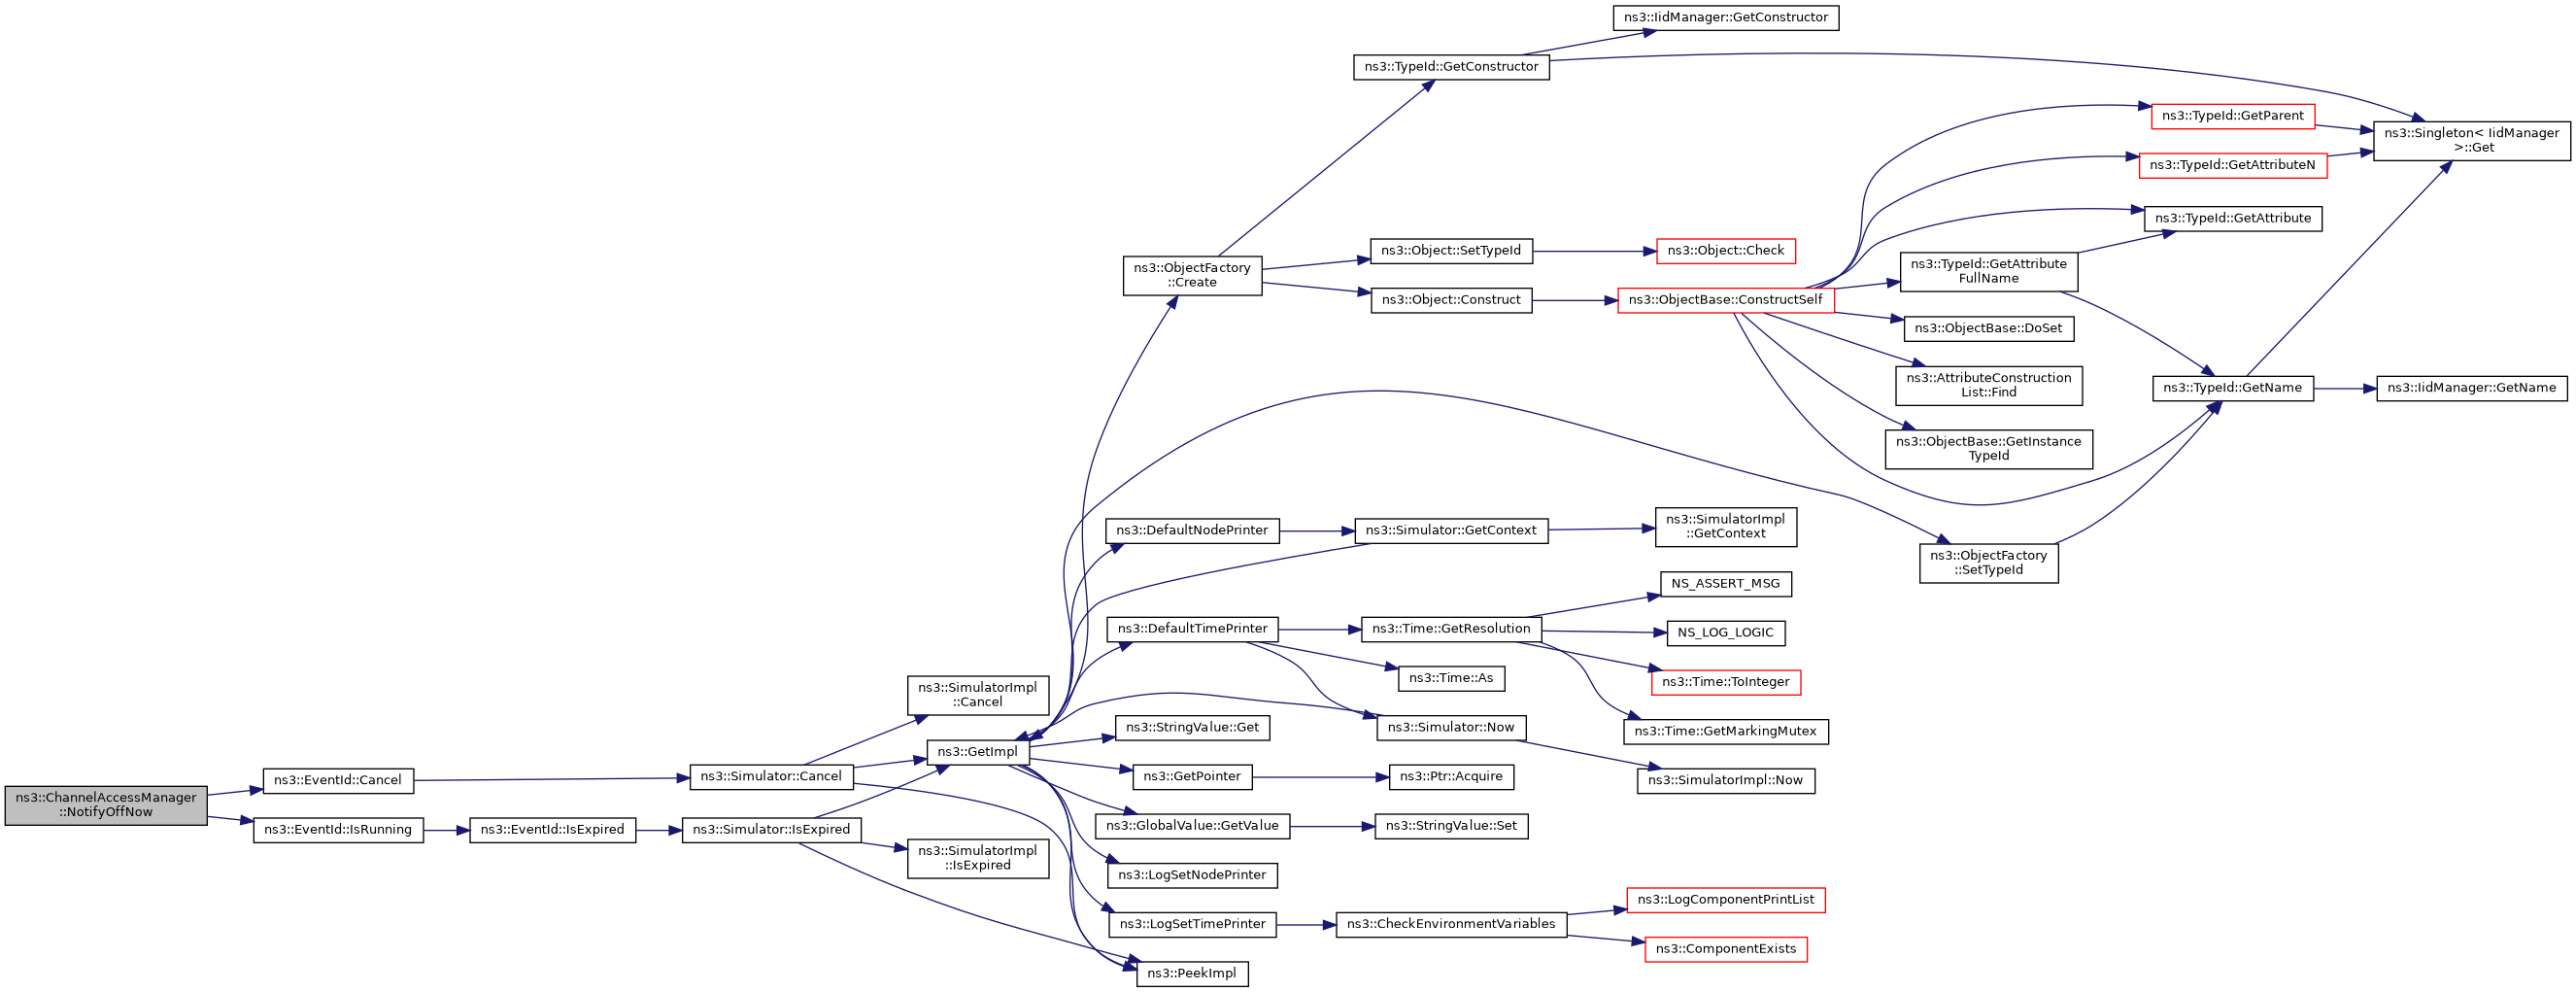 ns3::ChannelAccessManager
::NotifyOffNow
ns3::EventId::Cancel
ns3::EventId::IsRunning
ns3::EventId::IsExpired
ns3::Simulator::Cancel
ns3::Simulator::IsExpired
ns3::SimulatorImpl
::Cancel
ns3::GetImpl
ns3::SimulatorImpl
::IsExpired
ns3::ObjectFactory
::Create
ns3::DefaultNodePrinter
ns3::DefaultTimePrinter
ns3::StringValue::Get
ns3::GetPointer
ns3::GlobalValue::GetValue
ns3::LogSetNodePrinter
ns3::LogSetTimePrinter
ns3::PeekImpl
ns3::TypeId::GetConstructor
ns3::Object::SetTypeId
ns3::Object::Construct
ns3::Simulator::GetContext
ns3::Time::GetResolution
ns3::Time::As
ns3::Simulator::Now
ns3::Ptr::Acquire
ns3::StringValue::Set
ns3::CheckEnvironmentVariables
ns3::IidManager::GetConstructor
ns3::Object::Check
ns3::ObjectBase::ConstructSelf
ns3::SimulatorImpl
::GetContext
NS_ASSERT_MSG
NS_LOG_LOGIC
ns3::Time::ToInteger
ns3::Time::GetMarkingMutex
ns3::SimulatorImpl::Now
ns3::LogComponentPrintList
ns3::ComponentExists
ns3::TypeId::GetAttribute
FullName
ns3::ObjectBase::DoSet
ns3::AttributeConstruction
List::Find
ns3::ObjectBase::GetInstance
TypeId
ns3::ObjectFactory
::SetTypeId
ns3::TypeId::GetParent
ns3::TypeId::GetAttributeN
ns3::TypeId::GetAttribute
ns3::TypeId::GetName
ns3::Singleton< IidManager
>::Get
ns3::IidManager::GetName